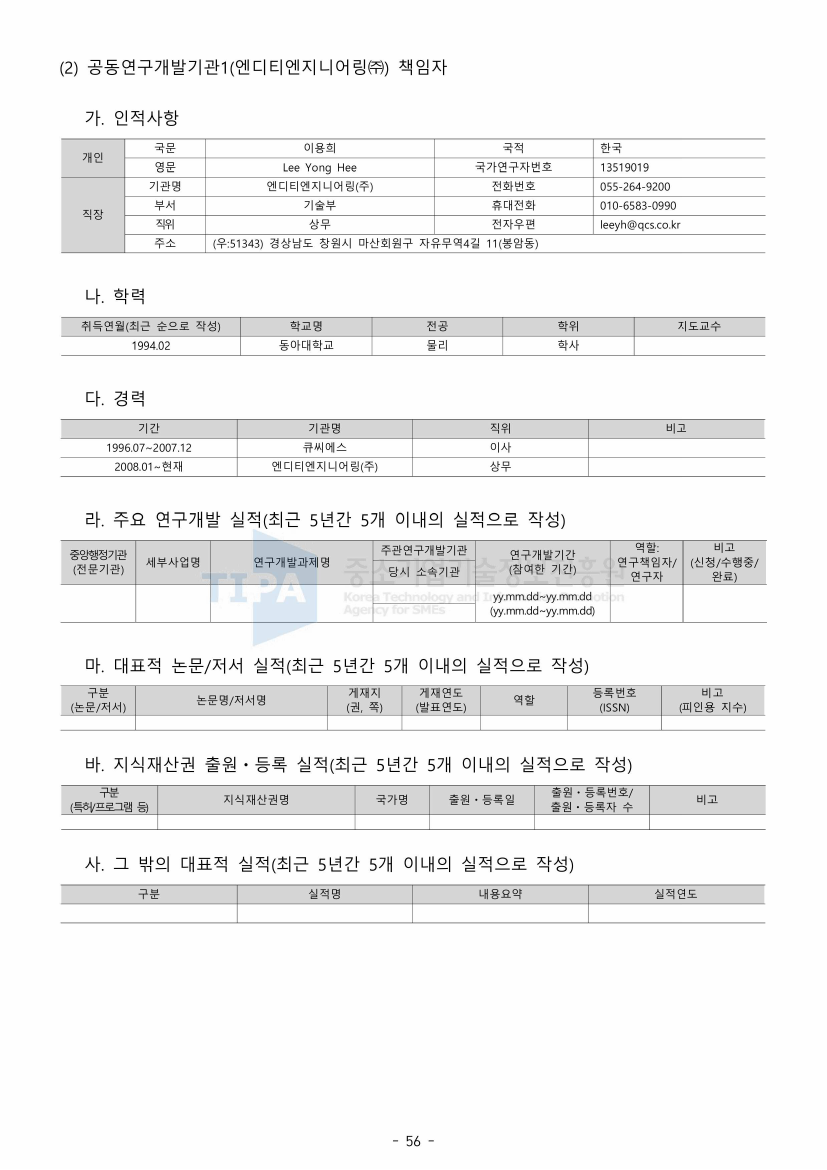 (2) 공동연구개발기관1(엔디티엔지니어링㈜) 책임자
가. 인적사항
개인 국문 이용희 국적 한국
영문 Lee Yong Hee 국가연구자번호 13519019
직장 기관명 엔디티엔지니어링(주) 전화번호 055-264-9200
부서 기술부 휴대전화 010-6583-0990
직위 상무 전자우편 leeyh@qcs.co.kr
주소 (우:51343) 경상남도 창원시 마산회원구 자유무역4길 11(봉암동)
나. 학력
취득연월(최근 순으로 작성) 학교명 전공 학위 지도교수
1994.02 동아대학교 물리 학사
다. 경력
기간 기관명 직위 비고
1996.07~2007.12 큐씨에스 이사
2008.01~현재 엔디티엔지니어링(주) 상무
라. 주요 연구개발 실적(최근 5년간 5개 이내의 실적으로 작성)
중앙행정기관
(전문기관)
세부사업명
연구개발과제명
주관연구개발기관
당시 소속기관
연구개발기간
(참여한 기간)
역할:
연구책임자/
연구자
비고
(신청/수행중/
완료)
yy.mm.dd~yy.mm.dd
(yy.mm.dd~yy.mm.dd)
TIPA
중소기업기술정보진흥원
Korea Technology and Information Promotion
Agency for SMEs
마. 대표적 논문/저서 실적(최근 5년간 5개 이내의 실적으로 작성)
구분
(논문/저서)
논문명/저서명
게재지
(권, 쪽)
게재연도
(발표연도)
역할
등록번호
(ISSN)
비고
(피인용 지수)
바. 지식재산권 출원・등록 실적(최근 5년간 5개 이내의 실적으로 작성)
구분
(특허/프로그램 등)
지식재산권명
국가명
출원・등록일
출원・등록번호/
출원・등록자 수
비고
사. 그 밖의 대표적 실적(최근 5년간 5개 이내의 실적으로 작성)
구분 실적명 내용요약 실적연도
- 56 -